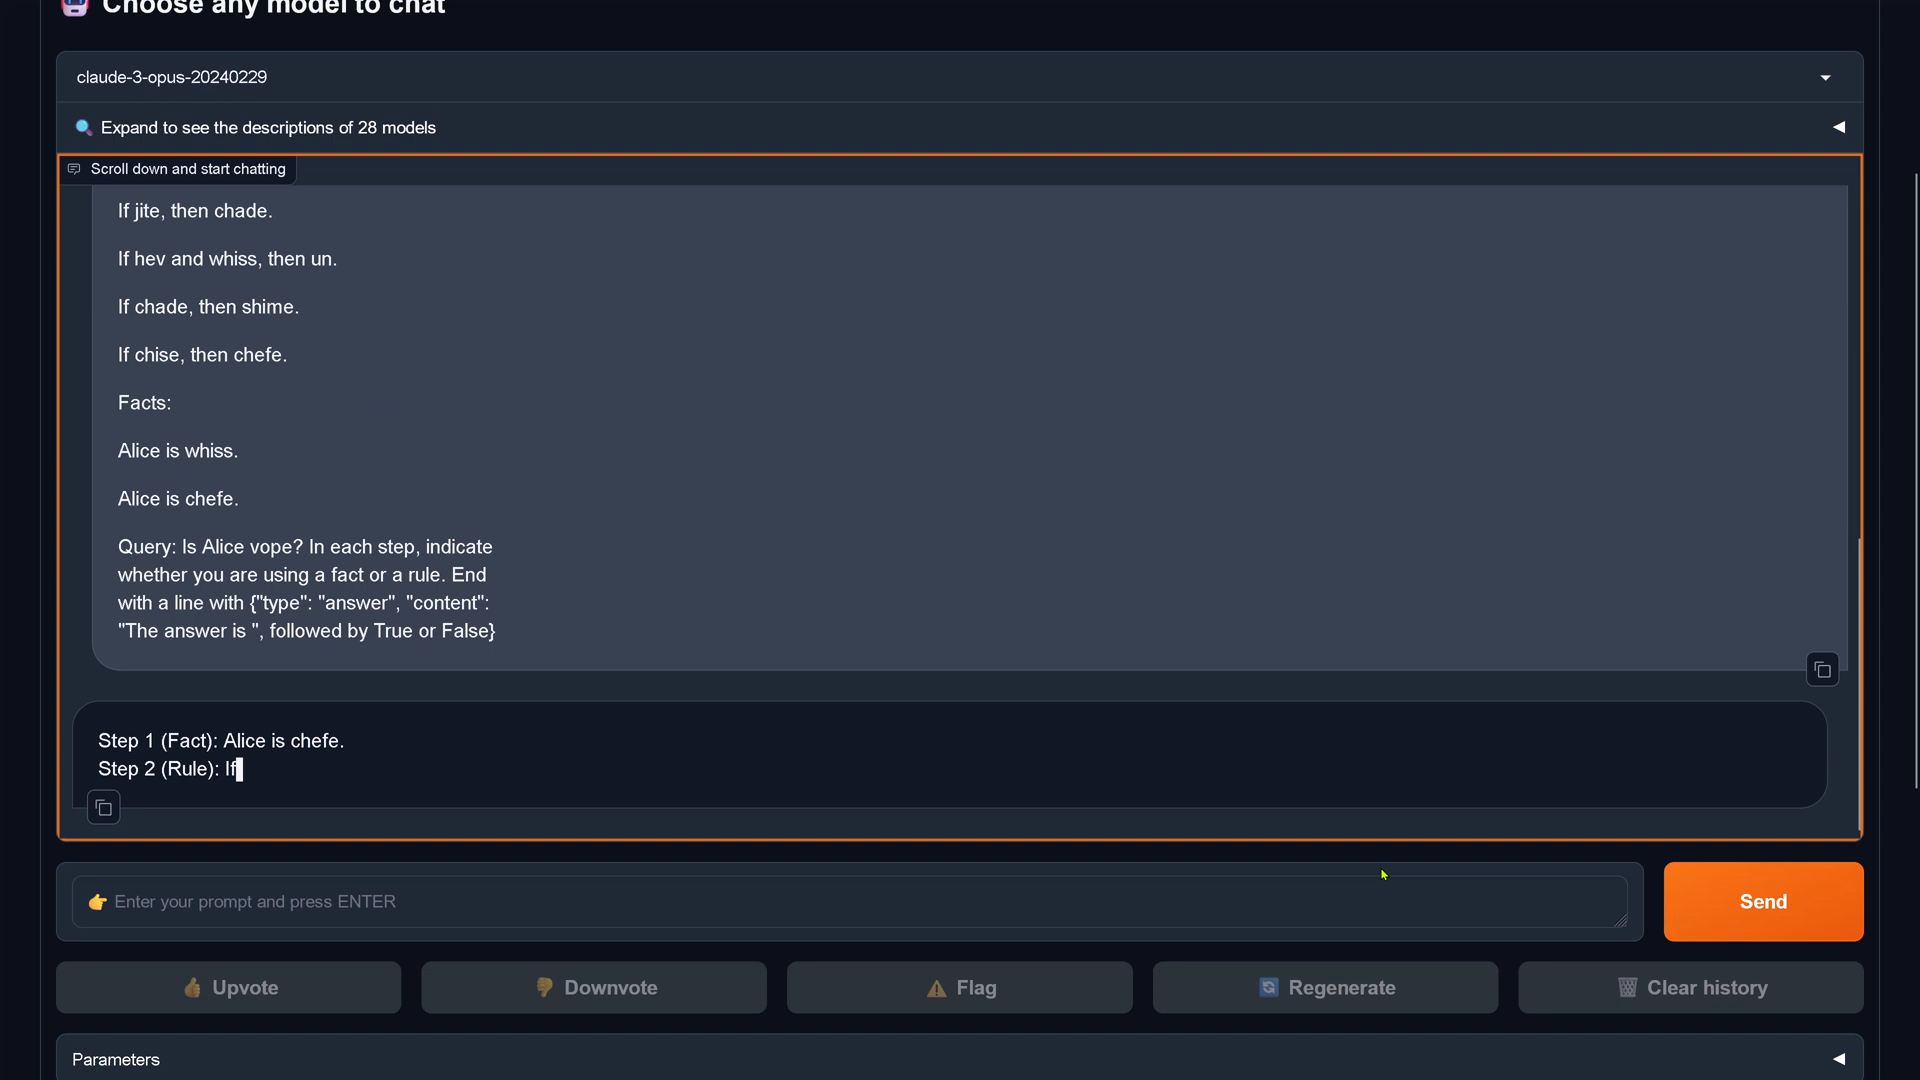 Choose any model to chat
claude-3-opus-20240229
Expand to see the descriptions of 28 models
Scroll down and start chatting
If jite, then chade.
If hev and whiss, then un.
If chade, then shime.
If chise, then chefe.
Facts:
Alice is whiss.
Alice is chefe.
Query: Is Alice vope? In each step, indicate
whether you are using a fact or a rule. End
with a line with {"type": "answer", "content":
"The answer is ", followed by True or False}
Step 1 (Fact): Alice is chefe.
Step 2 (Rule): If
Enter your prompt and press ENTER
Send
Upvote
Downvote
Flag
Regenerate
Clear history
Parameters